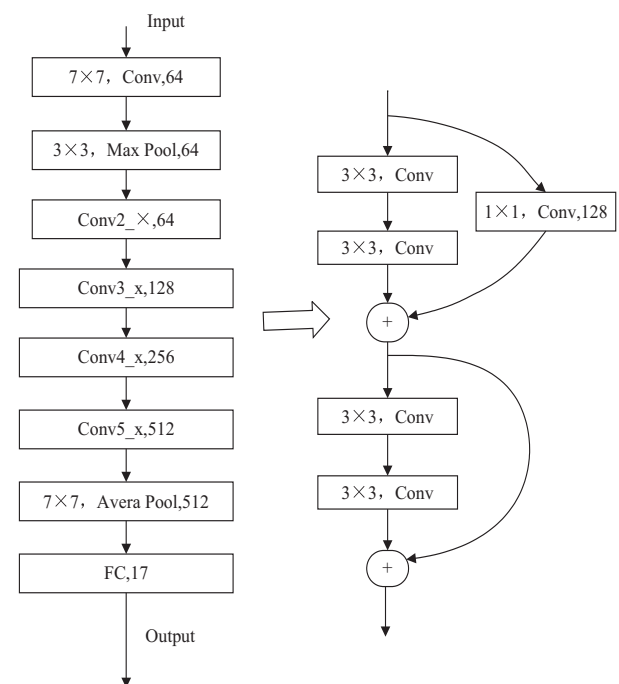 Input
7×7，Conv,64
3×3，Max Pool,64
Conv2_×,64
Conv3_x,128
Conv4_x,256
Conv5_x,512
7×7，Avera Pool,512
FC,17
Output
3×3，Conv
1×1，Conv,128
3×3，Conv
+
3×3，Conv
3×3，Conv
+